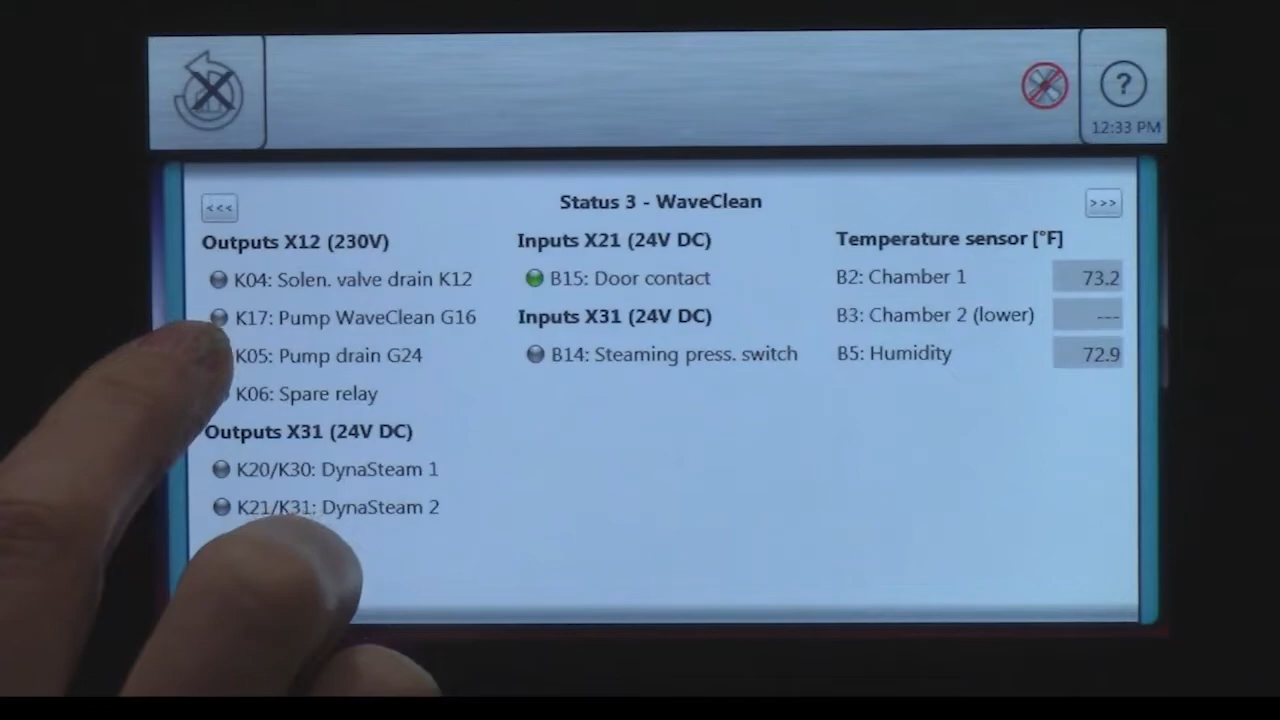 ?
12:33 PM
<<<
Status 3 - WaveClean
>>>
Outputs X12 (230V)
K04: Solen. valve drain K12
K17: Pump WaveClean G16
K05: Pump drain G24
K06: Spare relay
Outputs X31 (24V DC)
K20/K30: DynaSteam 1
K21/K31: DynaSteam 2
Inputs X21 (24V DC)
B15: Door contact
Inputs X31 (24V DC)
B14: Steaming press. switch
Temperature sensor [°F]
B2: Chamber 1 73.2
B3: Chamber 2 (lower) ---
B5: Humidity 72.9